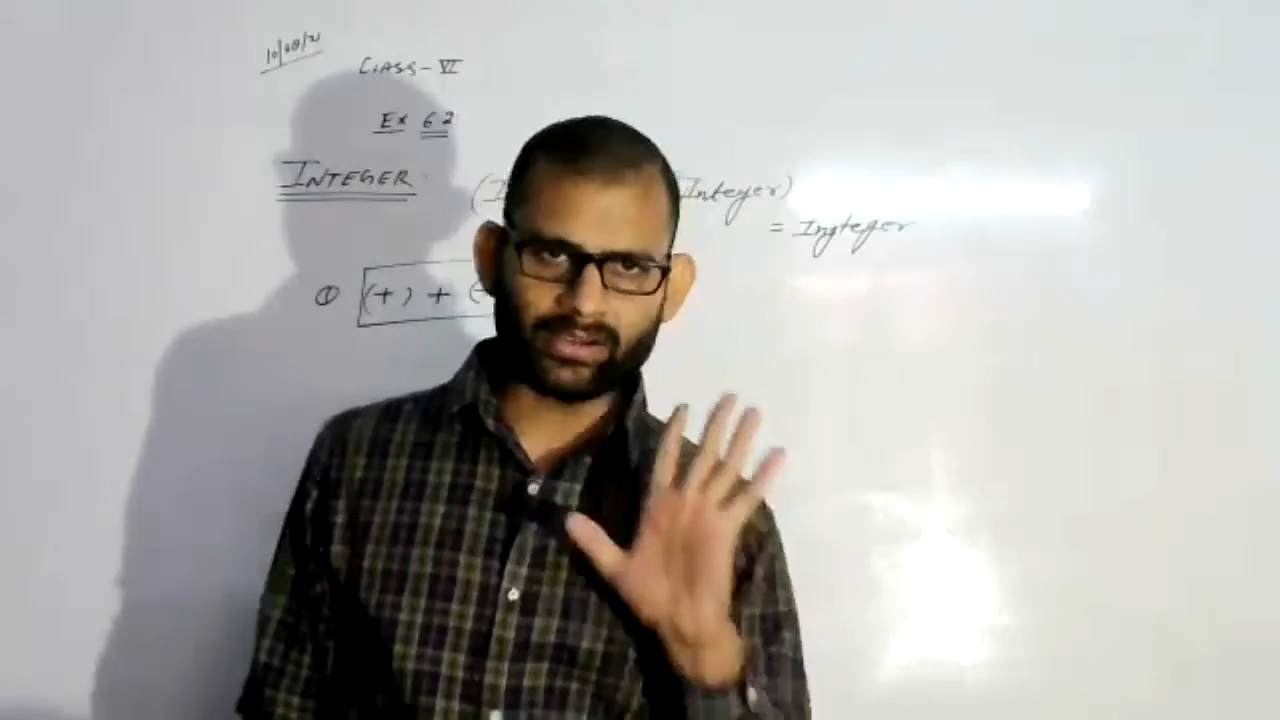 10/08/21
CLASS-VI
Ex 6.2
INTEGER
(I Integer)
= Integer
① (+) + (